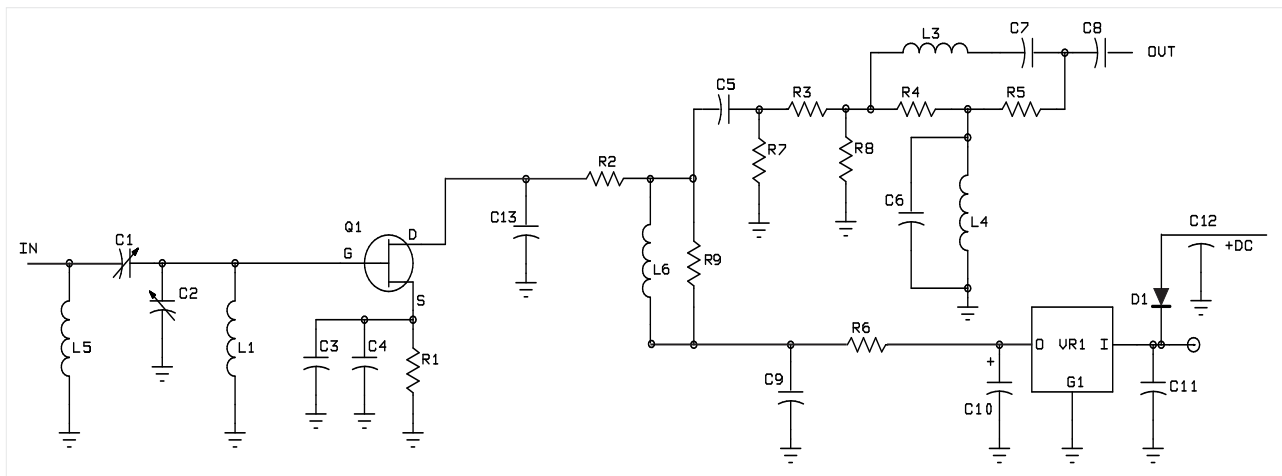 L3
C7
C8
OUT
C5
R3
R4
R5
R7
R8
R2
C6
L4
C13
Q1
D
G
S
IN
C1
C2
L5
L1
C3
C4
R1
L6
R9
C12
+DC
D1
R6
O VR1 I
G1
C9
+
C10
C11